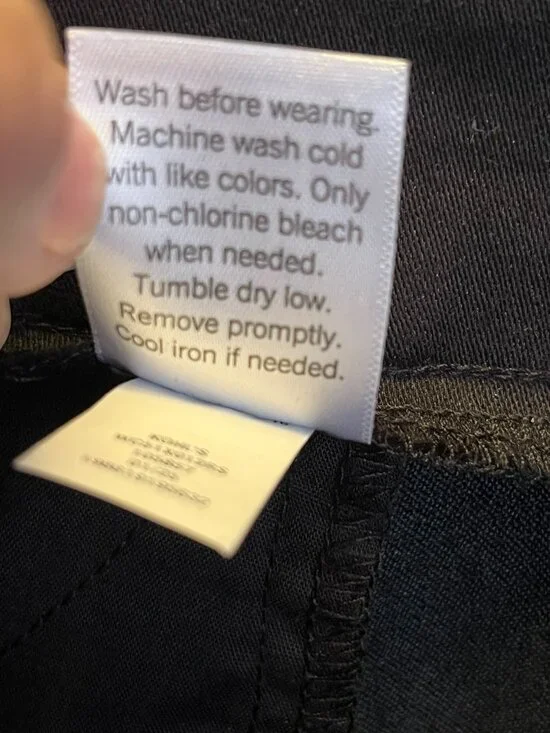 Wash before wearing.
Machine wash cold
with like colors. Only
non-chlorine bleach
when needed.
Tumble dry low.
Remove promptly.
Cool iron if needed.
KOHL'S